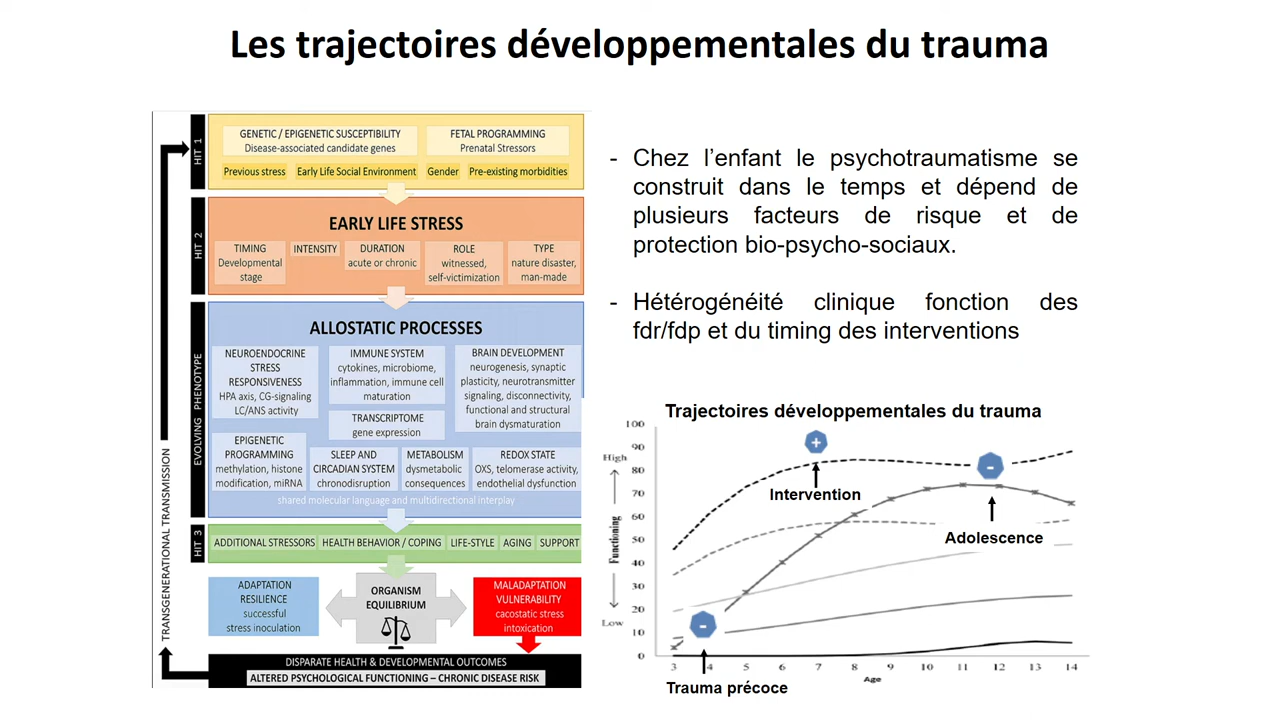 Les trajectoires développementales du trauma
HIT 1
GENETIC / EPIGENETIC SUSCEPTIBILITY
Disease-associated candidate genes
FETAL PROGRAMMING
Prenatal Stressors
Previous stress
Early Life Social Environment
Gender
Pre-existing morbidities
HIT 2
EARLY LIFE STRESS
TIMING
Developmental
stage
INTENSITY
DURATION
acute or chronic
ROLE
witnessed,
self-victimization
TYPE
nature disaster,
man-made
EVOLVING PHENOTYPE
ALLOSTATIC PROCESSES
NEUROENDOCRINE
STRESS
RESPONSIVENESS
HPA axis, CG-signaling
LC/ANS activity
IMMUNE SYSTEM
cytokines, microbiome,
inflammation, immune cell
maturation
BRAIN DEVELOPMENT
neurogenesis, synaptic
plasticity, neurotransmitter
signaling, disconnectivity,
functional and structural
brain dysmaturation
TRANSCRIPTOME
gene expression
EPIGENETIC
PROGRAMMING
methylation, histone
modification, miRNA
SLEEP AND
CIRCADIAN SYSTEM
chronodisruption
METABOLISM
dysmetabolic
consequences
REDOX STATE
OXS, telomerase activity,
endothelial dysfunction
shared molecular language and multidirectional interplay
HIT 3
ADDITIONAL STRESSORS
HEALTH BEHAVIOR / COPING
LIFE-STYLE
AGING
SUPPORT
ADAPTATION
RESILIENCE
successful
stress inoculation
ORGANISM
EQUILIBRIUM
MALADAPTATION
VULNERABILITY
cacostatic stress
intoxication
DISPARATE HEALTH & DEVELOPMENTAL OUTCOMES
ALTERED PSYCHOLOGICAL FUNCTIONING – CHRONIC DISEASE RISK
TRANSGENERATIONAL TRANSMISSION
- Chez l'enfant le psychotraumatisme se
construit dans le temps et dépend de
plusieurs facteurs de risque et de
protection bio-psycho-sociaux.
- Hétérogénéité clinique fonction des
fdr/fdp et du timing des interventions
Trajectoires développementales du trauma
100
90
80
70
60
50
40
30
20
10
0
High
Functioning
Low
+
Intervention
-
Adolescence
-
3 4 5 6 7 8 9 10 11 12 13 14
Age
Trauma précoce